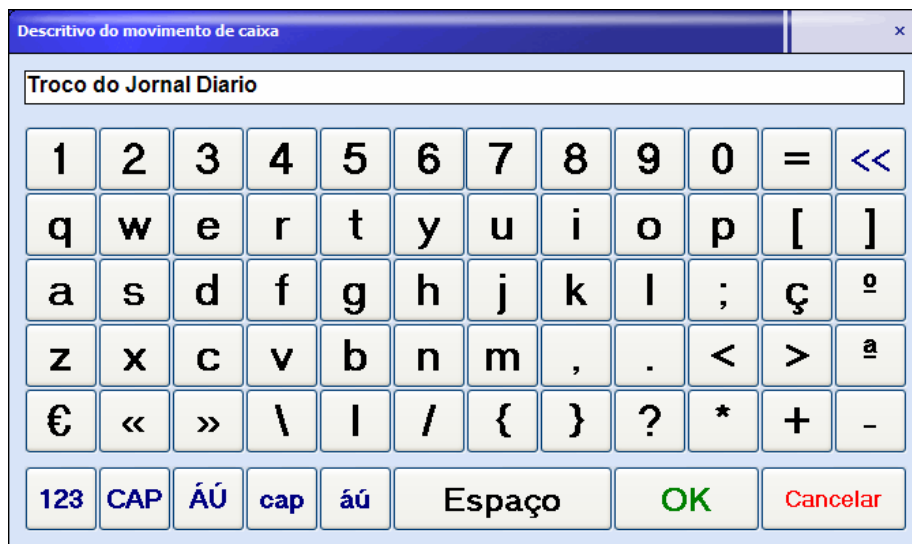 Descritivo do movimento de caixa x
Troco do Jornal Diario
1 2 3 4 5 6 7 8 9 0 = <<
q w e r t y u i o p [ ]
a s d f g h j k l ; ç º
z x c v b n m , . < > ª
€ « » \ | / { } ? * + -
123 CAP ÁÚ cap áú Espaço OK Cancelar